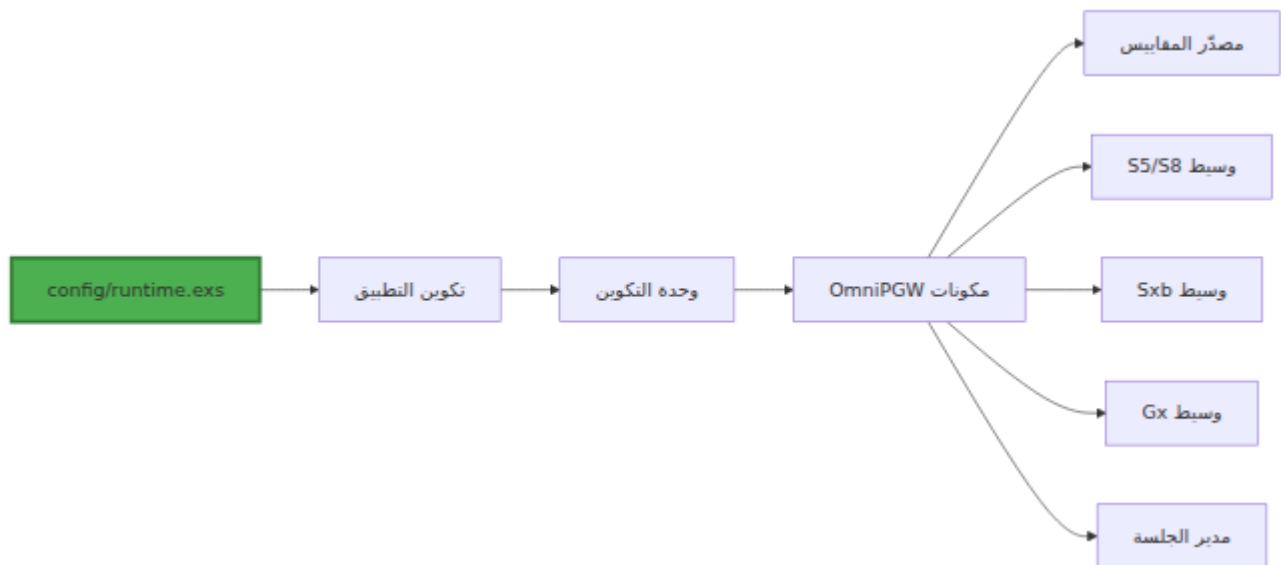 config/runtime.exs
تكوين التطبيق
وحدة التكوين
مكونات OmniPGW
مصدّر المقاييس
وسيط S5/S8
وسيط Sxb
وسيط Gx
مدير الجلسة